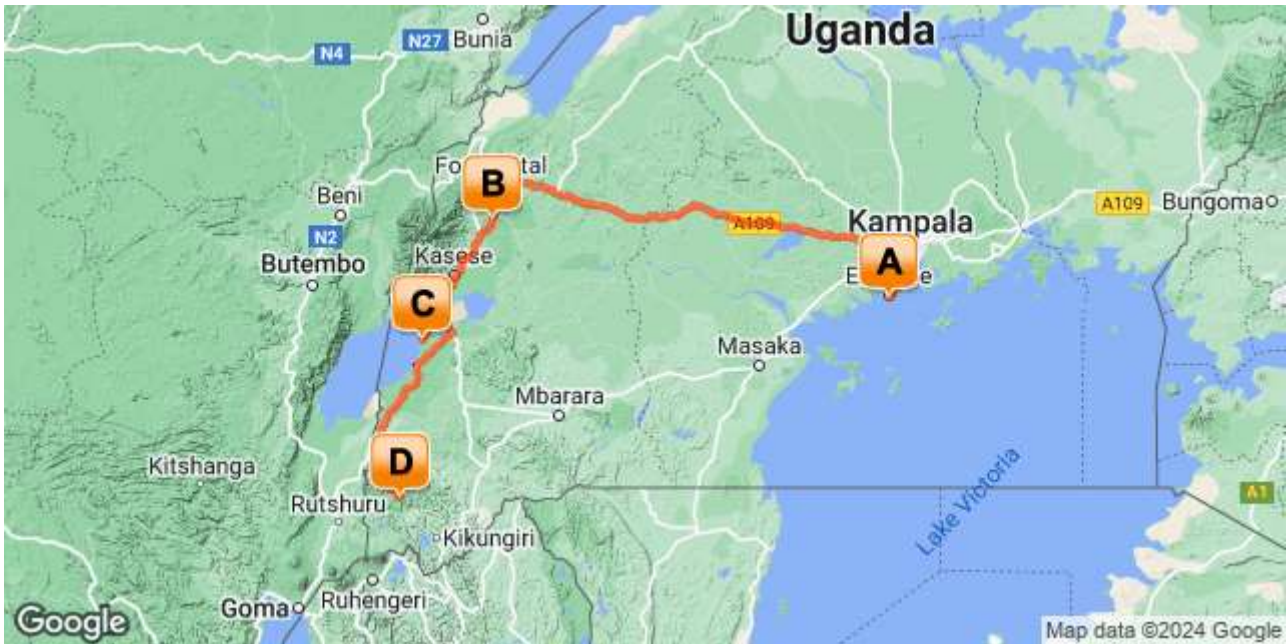 Uganda
N27
Bunia
N4
Beni
N2
Butembo
B
Kasese
C
A109
Kampala
A
A109
Bungoma
Masaka
Mbarara
D
Kitshanga
Rutshuru
Kikungiri
Goma
Ruhengeri
Lake Victoria
A1
Google
Map data ©2024 Google